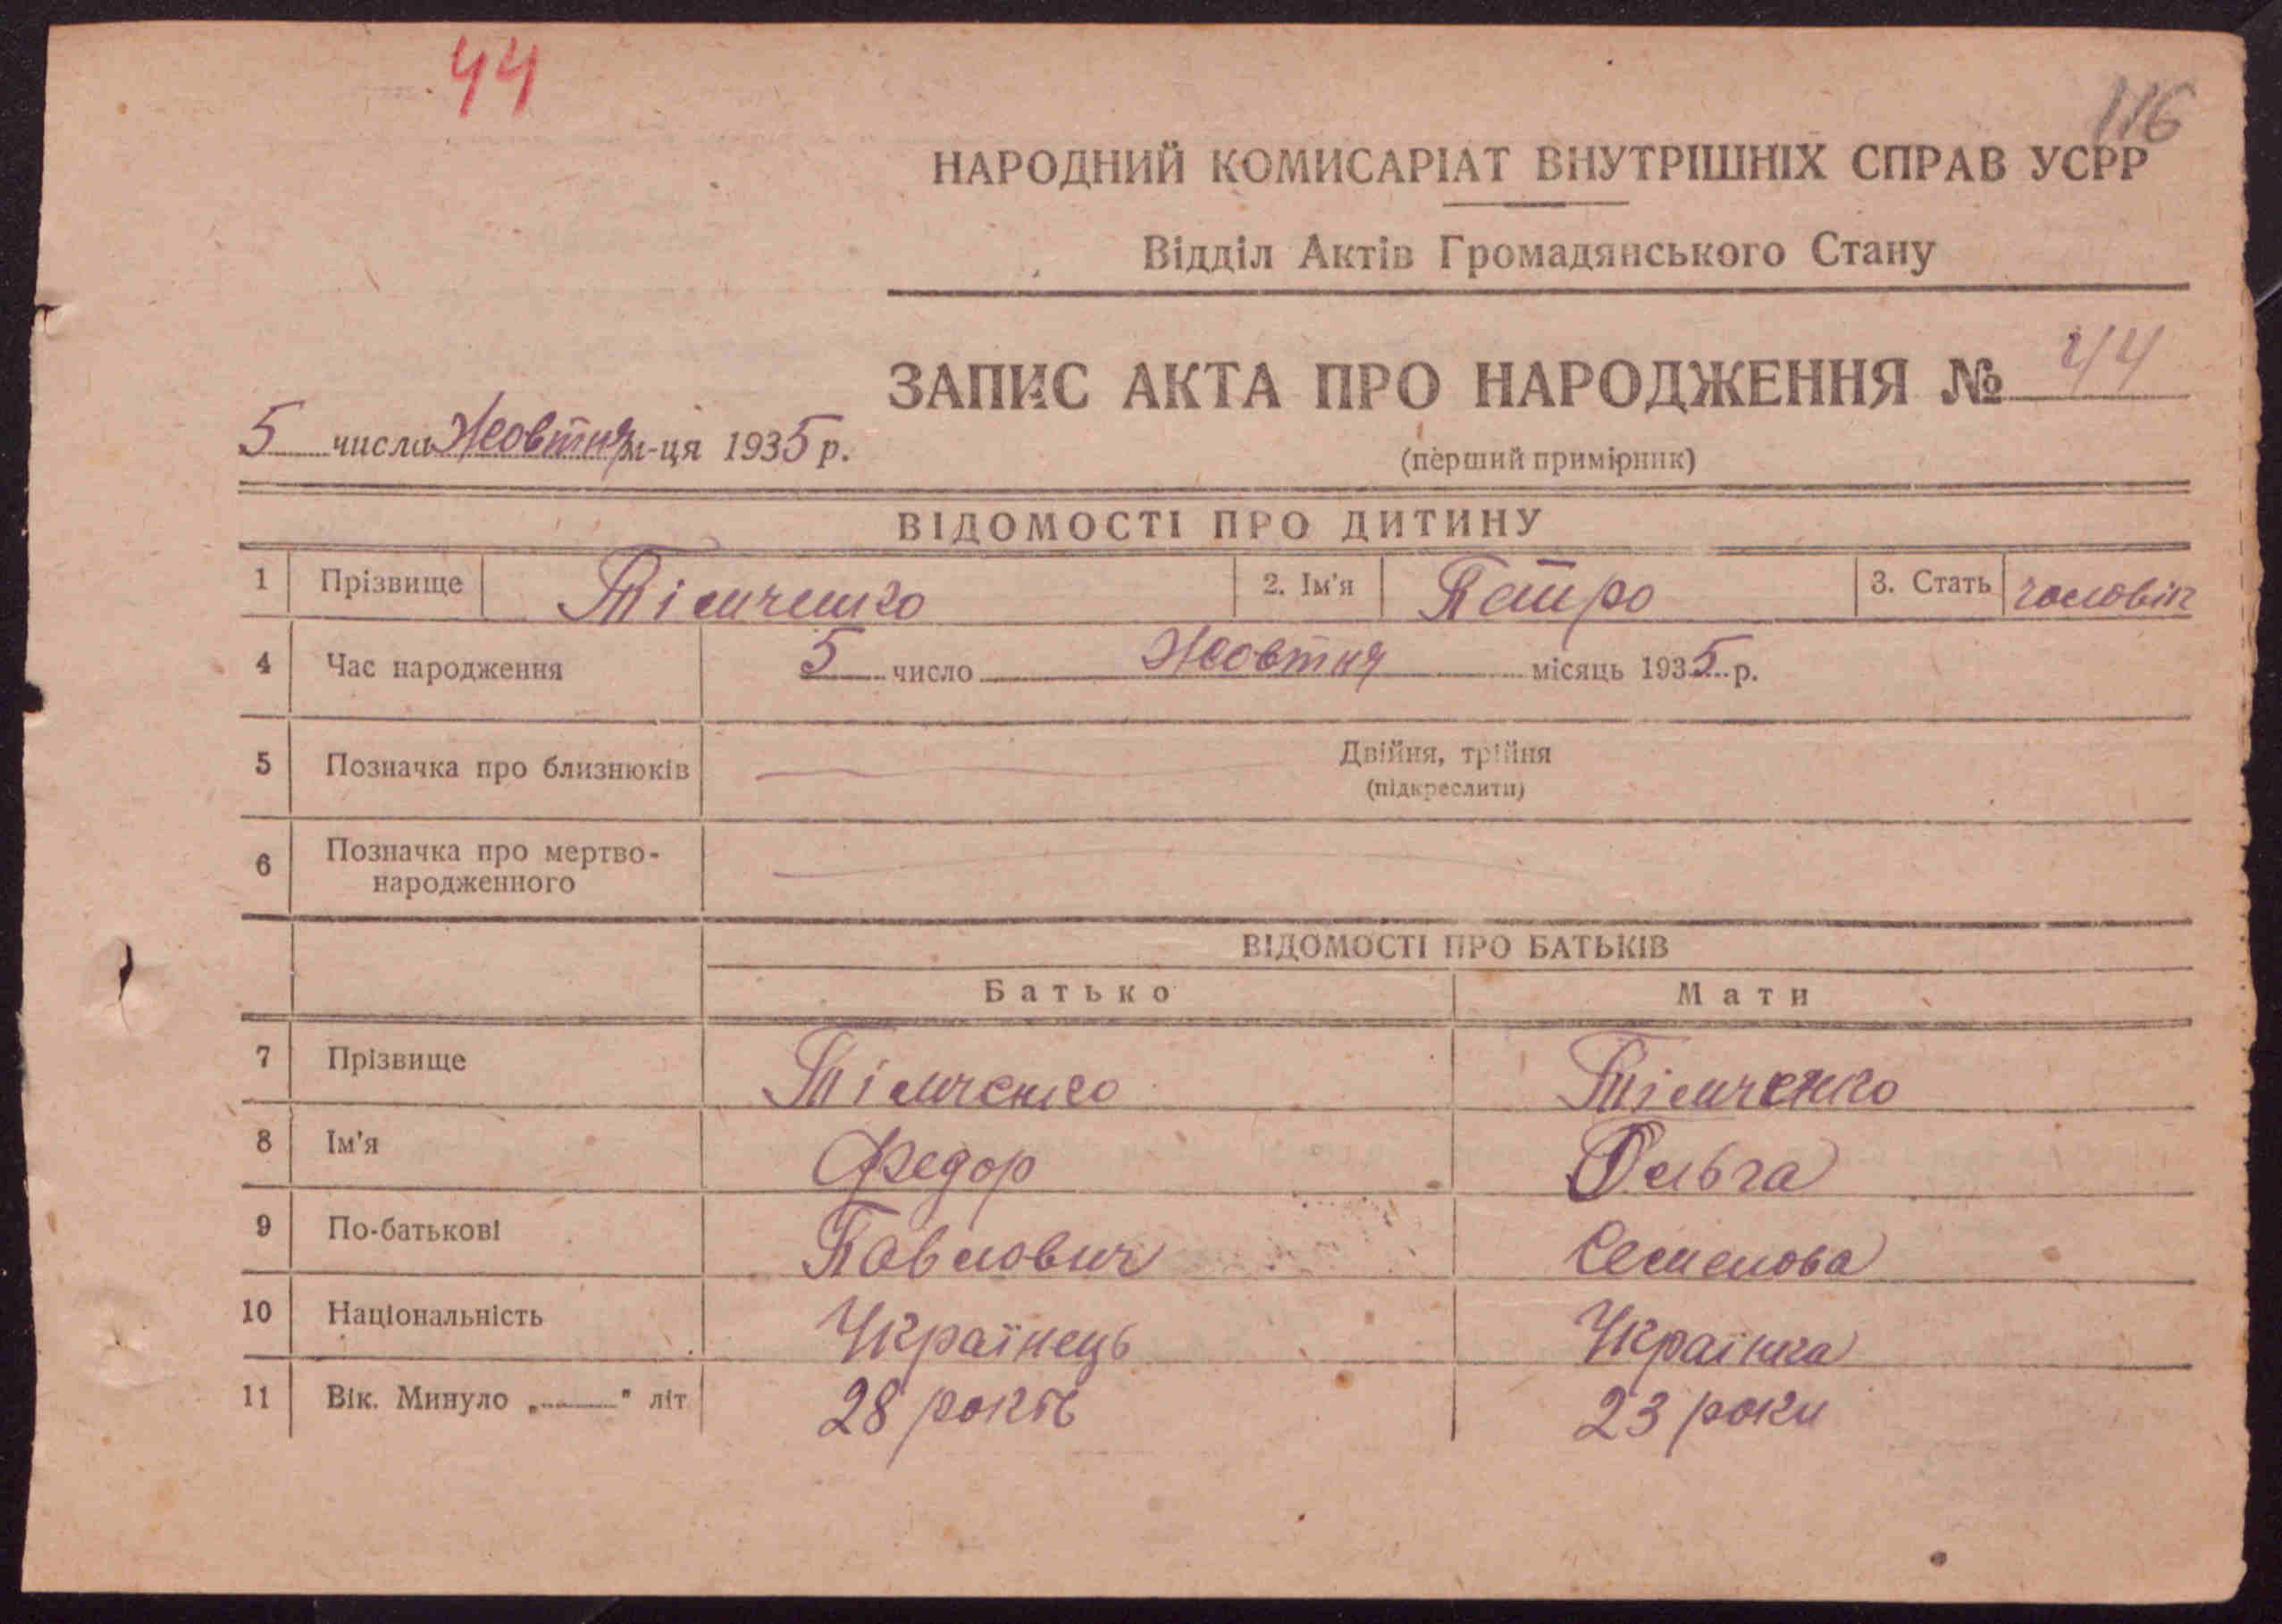 44
116
НАРОДНИЙ КОМИСАРІАТ ВНУТРІШНІХ СПРАВ УСРР
Відділ Актів Громадянського Стану
ЗАПИС АКТА ПРО НАРОДЖЕННЯ № 44
5 числа Жовтня м-ця 1935 р.
(перший примірник)
ВІДОМОСТІ ПРО ДИТИНУ
1 Прізвище Тімченко 2. Ім'я Петро 3. Стать чоловік
4 Час народження 5 число Жовтня місяць 1935 р.
5 Позначка про близнюків Двійня, трійня
(підкреслити)
6 Позначка про мертво-
народженного
ВІДОМОСТІ ПРО БАТЬКІВ
Батько Мати
7 Прізвище Тімченко Тімченко
8 Ім'я Федор Ольга
9 По-батькові Павлович Семенова
10 Національність Українець Українка
11 Вік. Минуло „ " літ 28 років 23 роки